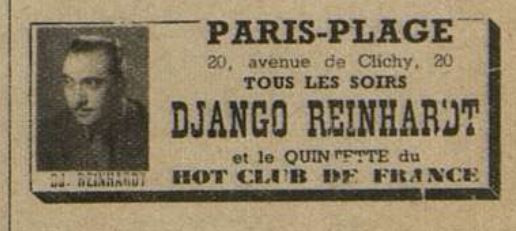 PARIS-PLAGE
20, avenue de Clichy, 20
TOUS LES SOIRS
DJANGO REINHARDT
et le QUINTETTE du
HOT CLUB DE FRANCE
DJ. REINHARDT